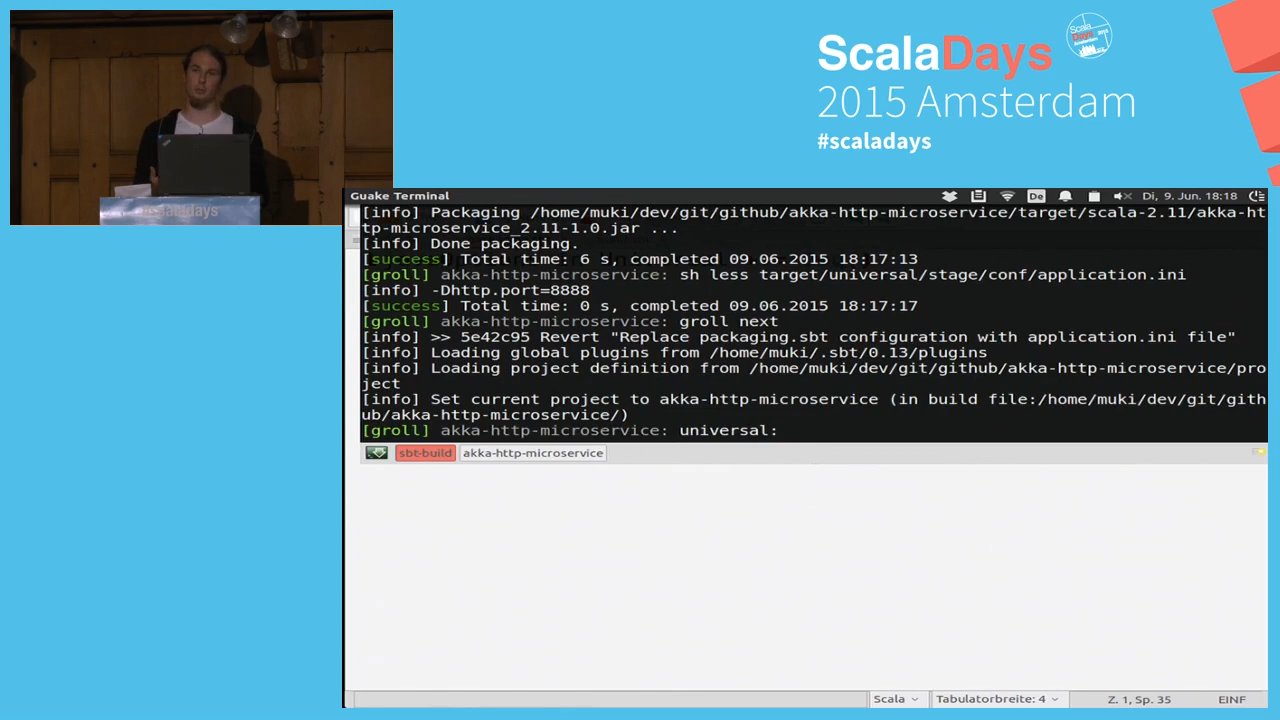 ScalaDays
2015 Amsterdam
#scaladays
Guake Terminal
De
Di, 9. Jun. 18:18
[info] Packaging /home/muki/dev/git/github/akka-http-microservice/target/scala-2.11/akka-ht
tp-microservice_2.11-1.0.jar ...
[info] Done packaging.
[success] Total time: 6 s, completed 09.06.2015 18:17:13
[groll] akka-http-microservice: sh less target/universal/stage/conf/application.ini
[info] -Dhttp.port=8888
[success] Total time: 0 s, completed 09.06.2015 18:17:17
[groll] akka-http-microservice: groll next
[info] >> 5e42c95 Revert "Replace packaging.sbt configuration with application.ini file"
[info] Loading global plugins from /home/muki/.sbt/0.13/plugins
[info] Loading project definition from /home/muki/dev/git/github/akka-http-microservice/pro
ject
[info] Set current project to akka-http-microservice (in build file:/home/muki/dev/git/gith
ub/akka-http-microservice/)
[groll] akka-http-microservice: universal:
sbt-build
akka-http-microservice
Scala
Tabulatorbreite: 4
Z. 1, Sp. 35
EINF